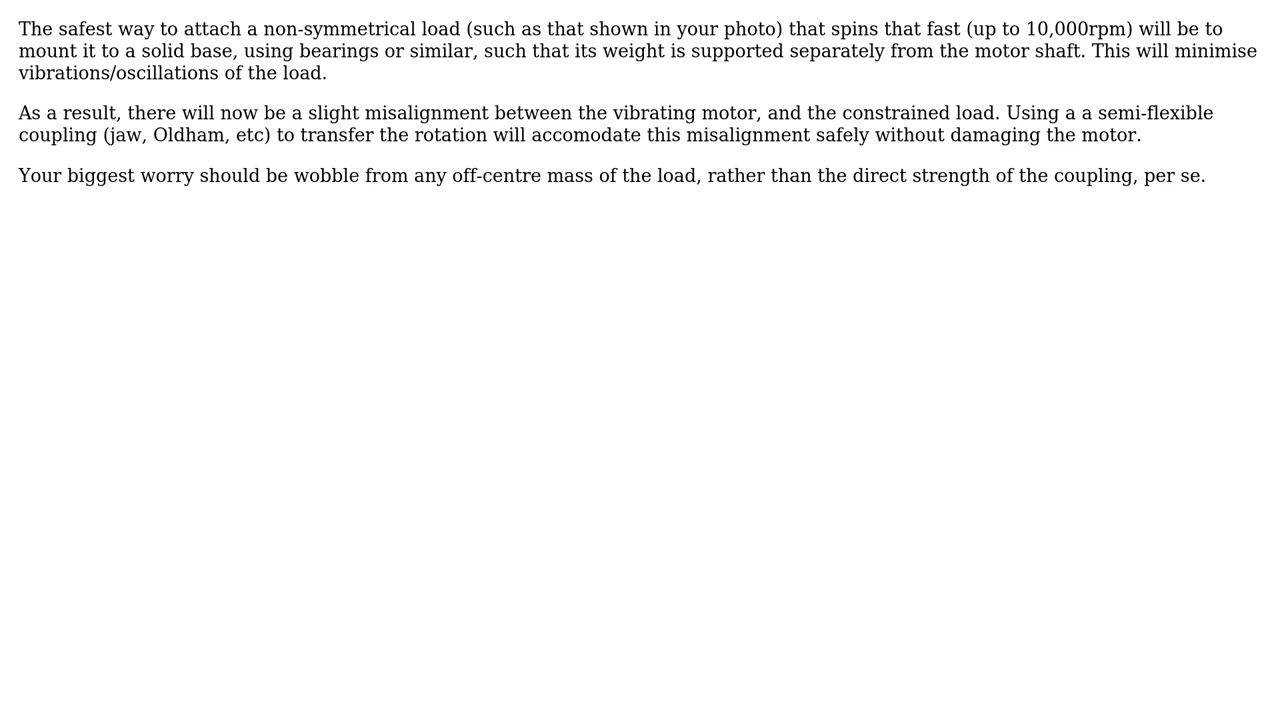 The safest way to attach a non-symmetrical load (such as that shown in your photo) that spins that fast (up to 10,000rpm) will be to
mount it to a solid base, using bearings or similar, such that its weight is supported separately from the motor shaft. This will minimise
vibrations/oscillations of the load.
As a result, there will now be a slight misalignment between the vibrating motor, and the constrained load. Using a a semi-flexible
coupling (jaw, Oldham, etc) to transfer the rotation will accomodate this misalignment safely without damaging the motor.
Your biggest worry should be wobble from any off-centre mass of the load, rather than the direct strength of the coupling, per se.